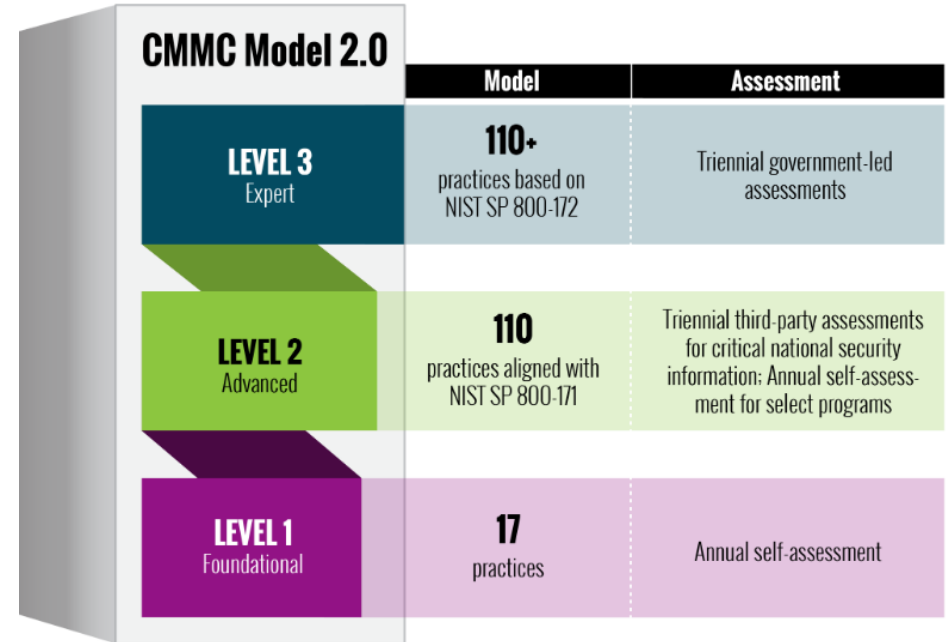 CMMC Model 2.0
Model
Assessment
LEVEL 3
Expert
110+
practices based on
NIST SP 800-172
Triennial government-led
assessments
LEVEL 2
Advanced
110
practices aligned with
NIST SP 800-171
Triennial third-party assessments
for critical national security
information; Annual self-assess-
ment for select programs
LEVEL 1
Foundational
17
practices
Annual self-assessment